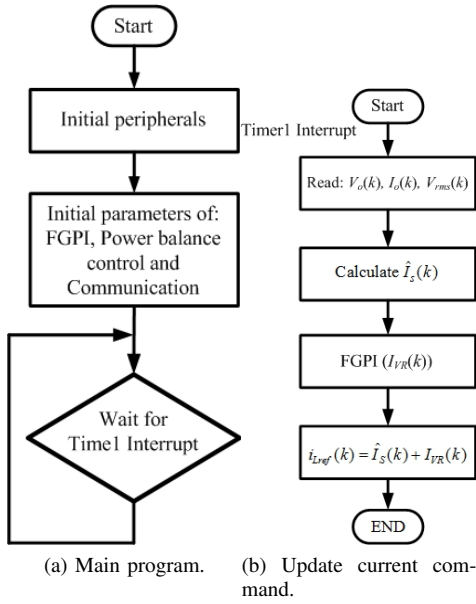 Start
Initial peripherals
Initial parameters of:
FGPI, Power balance
control and
Communication
Wait for
Time1 Interrupt
(a) Main program.
Start
Timer1 Interrupt
Read: V_o(k), I_o(k), V_rms(k)
Calculate Î_s(k)
FGPI (I_VR(k))
i_Lref(k) = Î_S(k) + I_VR(k)
END
(b) Update current com-
mand.